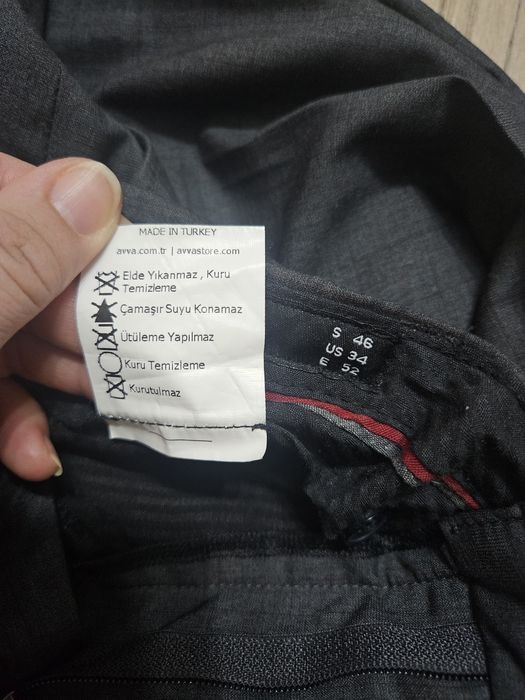 MADE IN TURKEY
avva.com.tr | avvastore.com
Elde Yıkanmaz , Kuru
Temizleme
Çamaşır Suyu Konamaz
Ütüleme Yapılmaz
Kuru Temizleme
Kurutulmaz
S 46
US 34
E 52